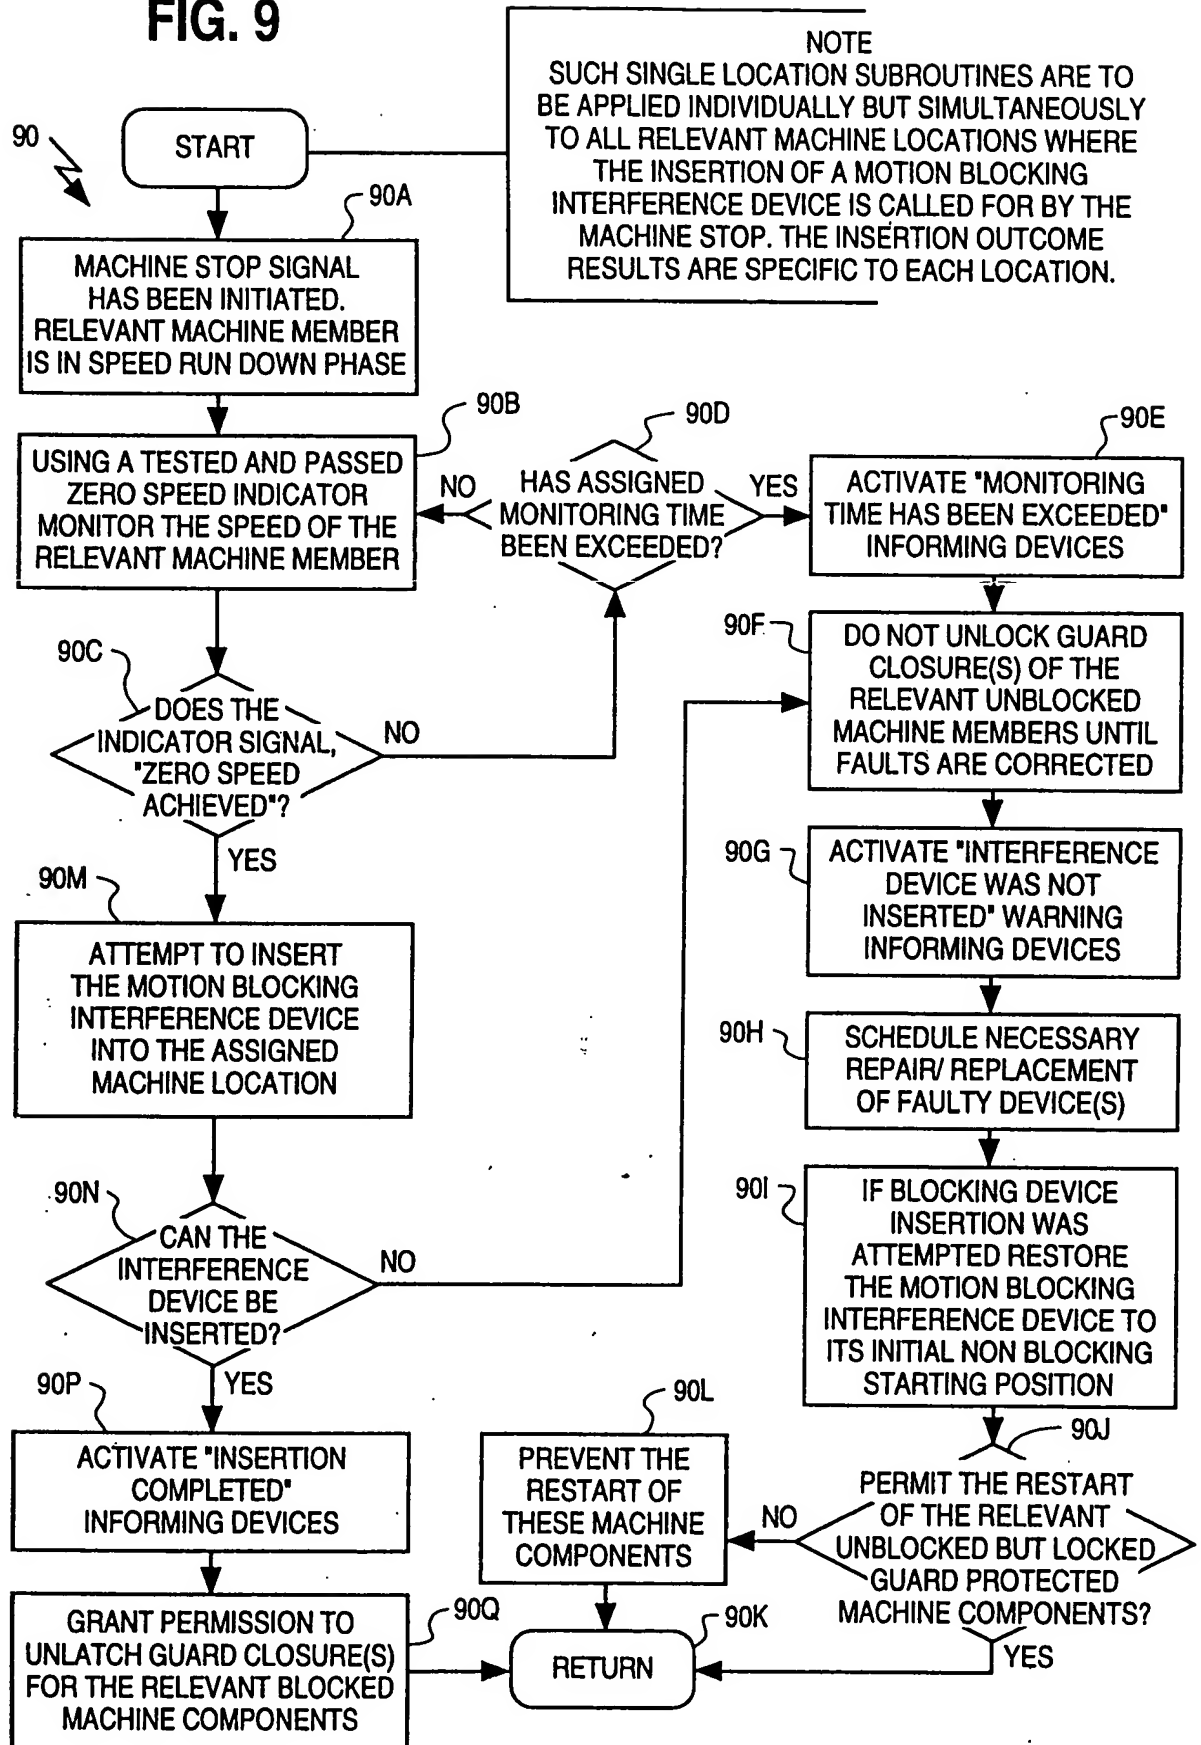 FIG. 9
NOTE
SUCH SINGLE LOCATION SUBROUTINES ARE TO
BE APPLIED INDIVIDUALLY BUT SIMULTANEOUSLY
TO ALL RELEVANT MACHINE LOCATIONS WHERE
THE INSERTION OF A MOTION BLOCKING
INTERFERENCE DEVICE IS CALLED FOR BY THE
MACHINE STOP. THE INSERTION OUTCOME
RESULTS ARE SPECIFIC TO EACH LOCATION.
90
START
90A
MACHINE STOP SIGNAL
HAS BEEN INITIATED.
RELEVANT MACHINE MEMBER
IS IN SPEED RUN DOWN PHASE
90B
USING A TESTED AND PASSED
ZERO SPEED INDICATOR
MONITOR THE SPEED OF THE
RELEVANT MACHINE MEMBER
90C
DOES THE
INDICATOR SIGNAL,
"ZERO SPEED
ACHIEVED"?
NO
YES
90D
HAS ASSIGNED
MONITORING TIME
BEEN EXCEEDED?
NO
YES
90E
ACTIVATE "MONITORING
TIME HAS BEEN EXCEEDED"
INFORMING DEVICES
90F
DO NOT UNLOCK GUARD
CLOSURE(S) OF THE
RELEVANT UNBLOCKED
MACHINE MEMBERS UNTIL
FAULTS ARE CORRECTED
90G
ACTIVATE "INTERFERENCE
DEVICE WAS NOT
INSERTED" WARNING
INFORMING DEVICES
90H
SCHEDULE NECESSARY
REPAIR/ REPLACEMENT
OF FAULTY DEVICE(S)
90I
IF BLOCKING DEVICE
INSERTION WAS
ATTEMPTED RESTORE
THE MOTION BLOCKING
INTERFERENCE DEVICE TO
ITS INITIAL NON BLOCKING
STARTING POSITION
90J
PERMIT THE RESTART
OF THE RELEVANT
UNBLOCKED BUT LOCKED
GUARD PROTECTED
MACHINE COMPONENTS?
NO
YES
90L
PREVENT THE
RESTART OF
THESE MACHINE
COMPONENTS
90K
RETURN
90M
ATTEMPT TO INSERT
THE MOTION BLOCKING
INTERFERENCE DEVICE
INTO THE ASSIGNED
MACHINE LOCATION
90N
CAN THE
INTERFERENCE
DEVICE BE
INSERTED?
NO
YES
90P
ACTIVATE "INSERTION
COMPLETED"
INFORMING DEVICES
90Q
GRANT PERMISSION TO
UNLATCH GUARD CLOSURE(S)
FOR THE RELEVANT BLOCKED
MACHINE COMPONENTS